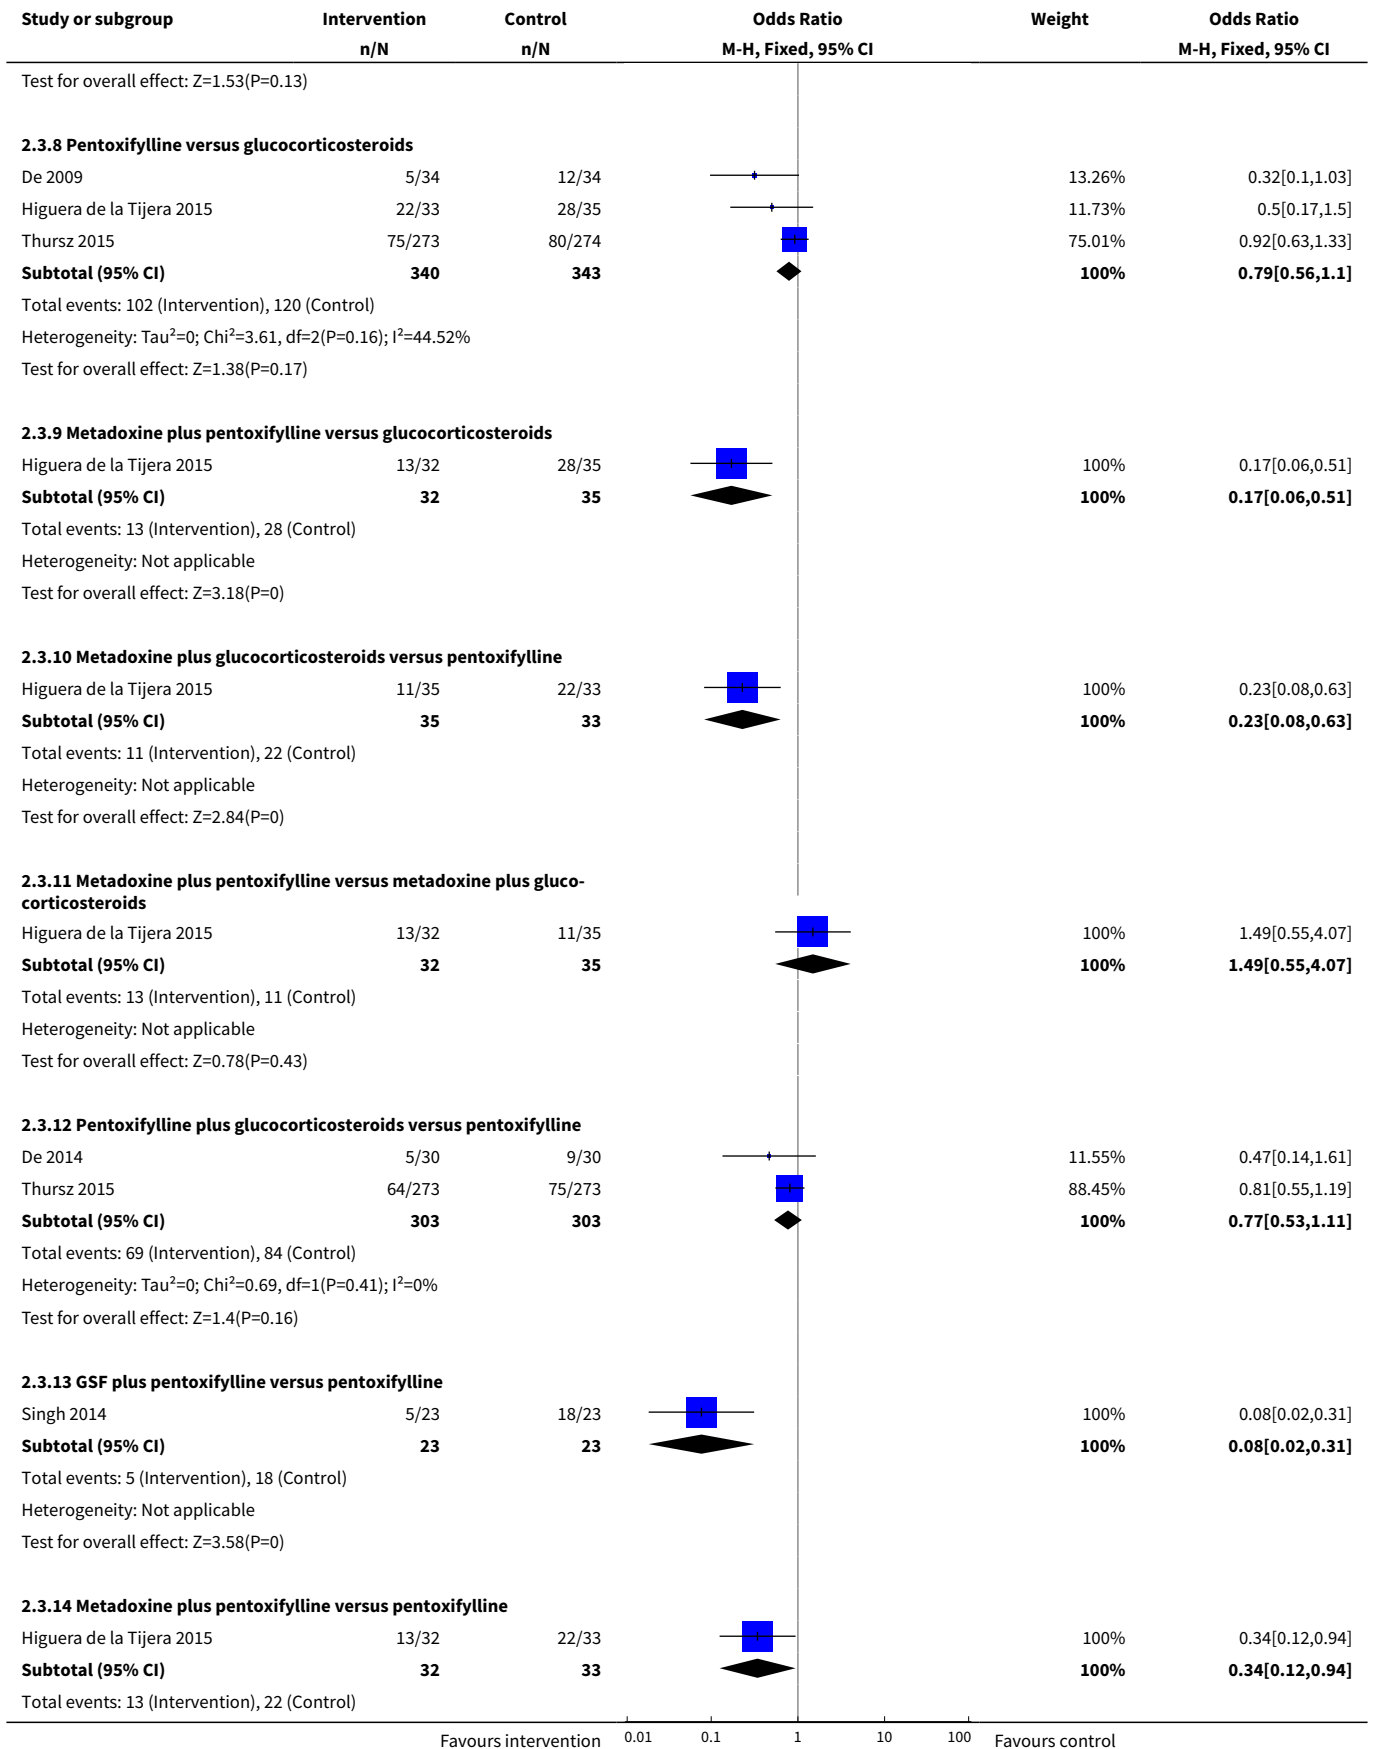 Study or subgroup Intervention Control Odds Ratio Weight Odds Ratio
n/N n/N M-H, Fixed, 95% CI M-H, Fixed, 95% CI
Test for overall effect: Z=1.53(P=0.13)
2.3.8 Pentoxifylline versus glucocorticosteroids
De 2009 5/34 12/34 13.26% 0.32[0.1,1.03]
Higuera de la Tijera 2015 22/33 28/35 11.73% 0.5[0.17,1.5]
Thursz 2015 75/273 80/274 75.01% 0.92[0.63,1.33]
Subtotal (95% CI) 340 343 100% 0.79[0.56,1.1]
Total events: 102 (Intervention), 120 (Control)
Heterogeneity: Tau²=0; Chi²=3.61, df=2(P=0.16); I²=44.52%
Test for overall effect: Z=1.38(P=0.17)
2.3.9 Metadoxine plus pentoxifylline versus glucocorticosteroids
Higuera de la Tijera 2015 13/32 28/35 100% 0.17[0.06,0.51]
Subtotal (95% CI) 32 35 100% 0.17[0.06,0.51]
Total events: 13 (Intervention), 28 (Control)
Heterogeneity: Not applicable
Test for overall effect: Z=3.18(P=0)
2.3.10 Metadoxine plus glucocorticosteroids versus pentoxifylline
Higuera de la Tijera 2015 11/35 22/33 100% 0.23[0.08,0.63]
Subtotal (95% CI) 35 33 100% 0.23[0.08,0.63]
Total events: 11 (Intervention), 22 (Control)
Heterogeneity: Not applicable
Test for overall effect: Z=2.84(P=0)
2.3.11 Metadoxine plus pentoxifylline versus metadoxine plus gluco-
corticosteroids
Higuera de la Tijera 2015 13/32 11/35 100% 1.49[0.55,4.07]
Subtotal (95% CI) 32 35 100% 1.49[0.55,4.07]
Total events: 13 (Intervention), 11 (Control)
Heterogeneity: Not applicable
Test for overall effect: Z=0.78(P=0.43)
2.3.12 Pentoxifylline plus glucocorticosteroids versus pentoxifylline
De 2014 5/30 9/30 11.55% 0.47[0.14,1.61]
Thursz 2015 64/273 75/273 88.45% 0.81[0.55,1.19]
Subtotal (95% CI) 303 303 100% 0.77[0.53,1.11]
Total events: 69 (Intervention), 84 (Control)
Heterogeneity: Tau²=0; Chi²=0.69, df=1(P=0.41); I²=0%
Test for overall effect: Z=1.4(P=0.16)
2.3.13 GSF plus pentoxifylline versus pentoxifylline
Singh 2014 5/23 18/23 100% 0.08[0.02,0.31]
Subtotal (95% CI) 23 23 100% 0.08[0.02,0.31]
Total events: 5 (Intervention), 18 (Control)
Heterogeneity: Not applicable
Test for overall effect: Z=3.58(P=0)
2.3.14 Metadoxine plus pentoxifylline versus pentoxifylline
Higuera de la Tijera 2015 13/32 22/33 100% 0.34[0.12,0.94]
Subtotal (95% CI) 32 33 100% 0.34[0.12,0.94]
Total events: 13 (Intervention), 22 (Control)
Favours intervention 0.01 0.1 1 10 100 Favours control